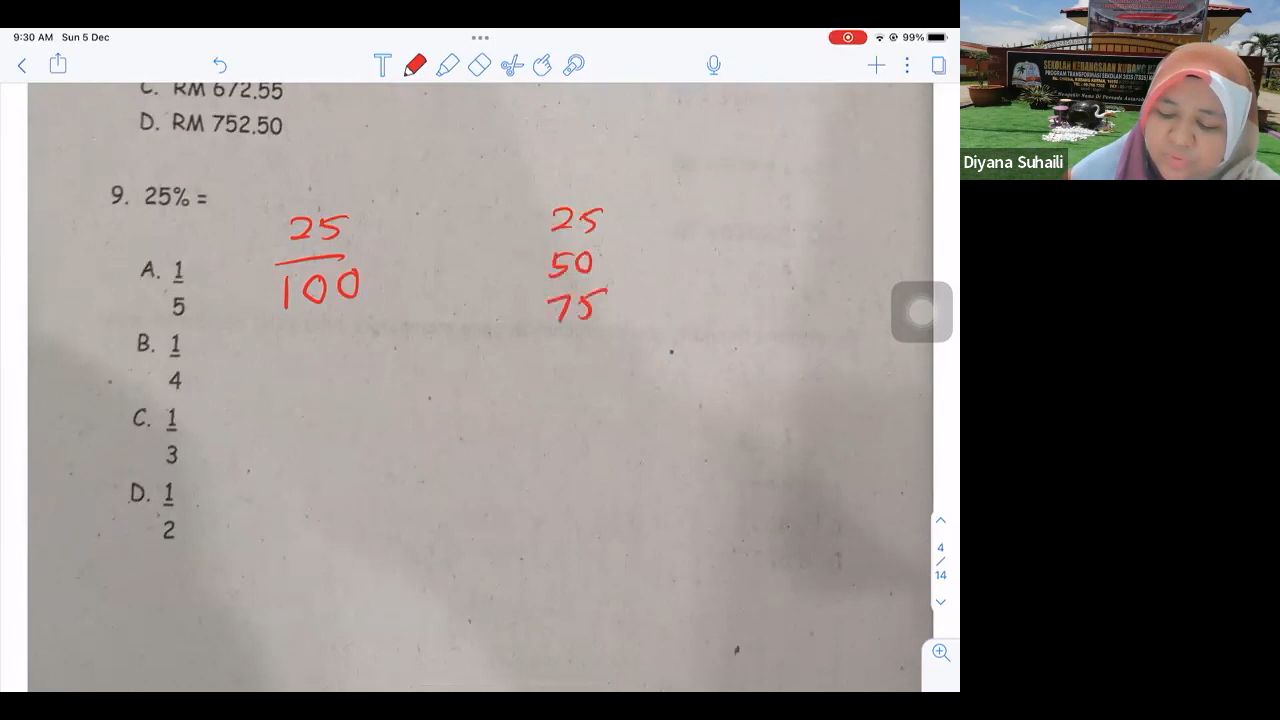 9:30 AM Sun 5 Dec
99%
C. RM 672.55
D. RM 752.50
9. 25% =
25
100
25
50
75
A. 1
5
B. 1
4
C. 1
3
D. 1
2
4
/
14
T
SEKOLAH KEBANGSAAN KUBANG
PROGRAM TRANSFORMASI SEKOLAH 2025 (TS25)
Diyana Suhaili